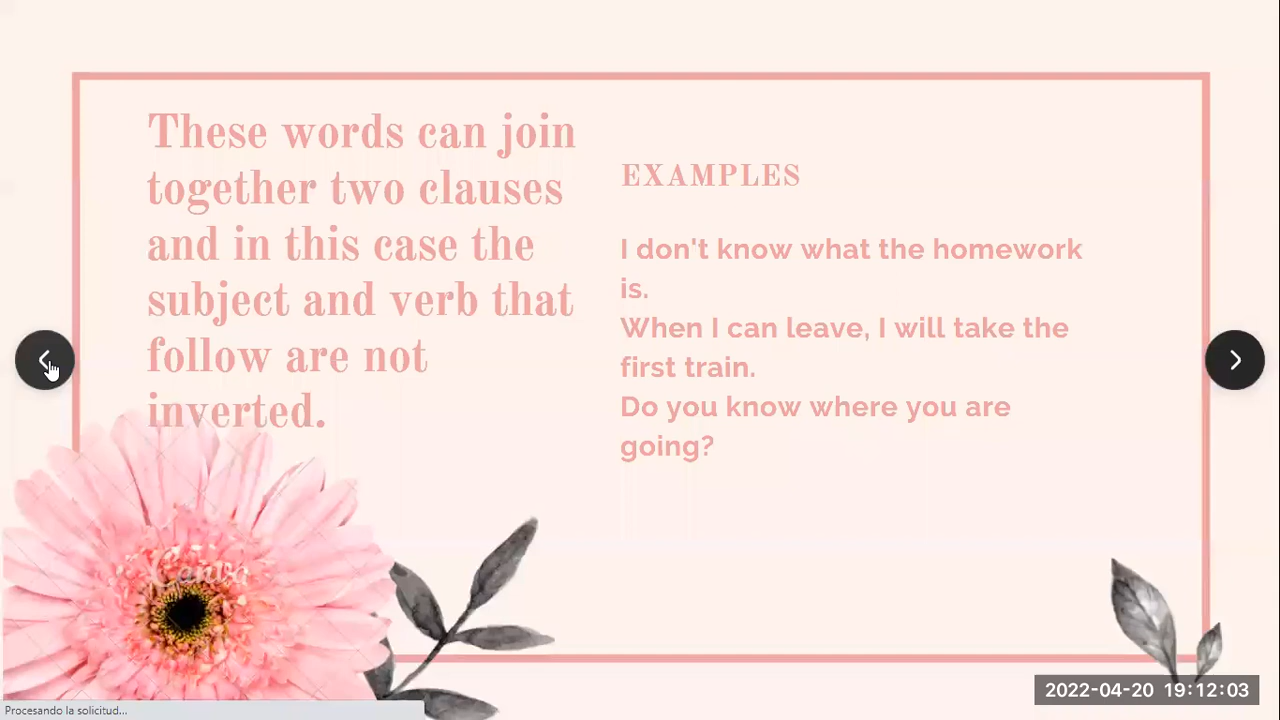 These words can join
together two clauses
and in this case the
subject and verb that
follow are not
inverted.
EXAMPLES
I don't know what the homework
is.
When I can leave, I will take the
first train.
Do you know where you are
going?
Canva
2022-04-20 19:12:03
Procesando la solicitud...